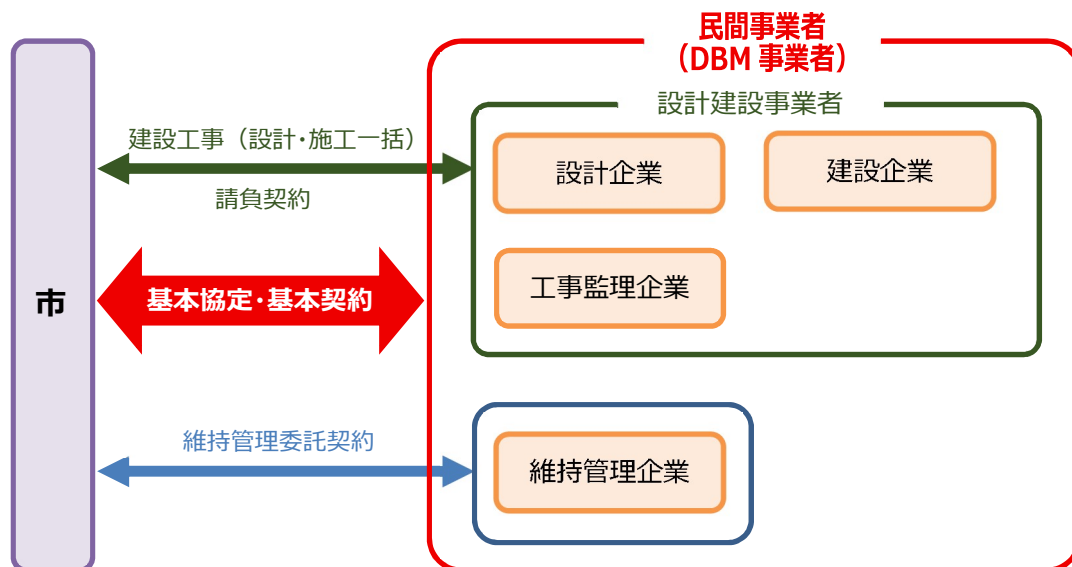 民間事業者
(DBM 事業者)
設計建設事業者
建設工事(設計・施工一括)
請負契約
設計企業
建設企業
工事監理企業
市
基本協定・基本契約
維持管理委託契約
維持管理企業